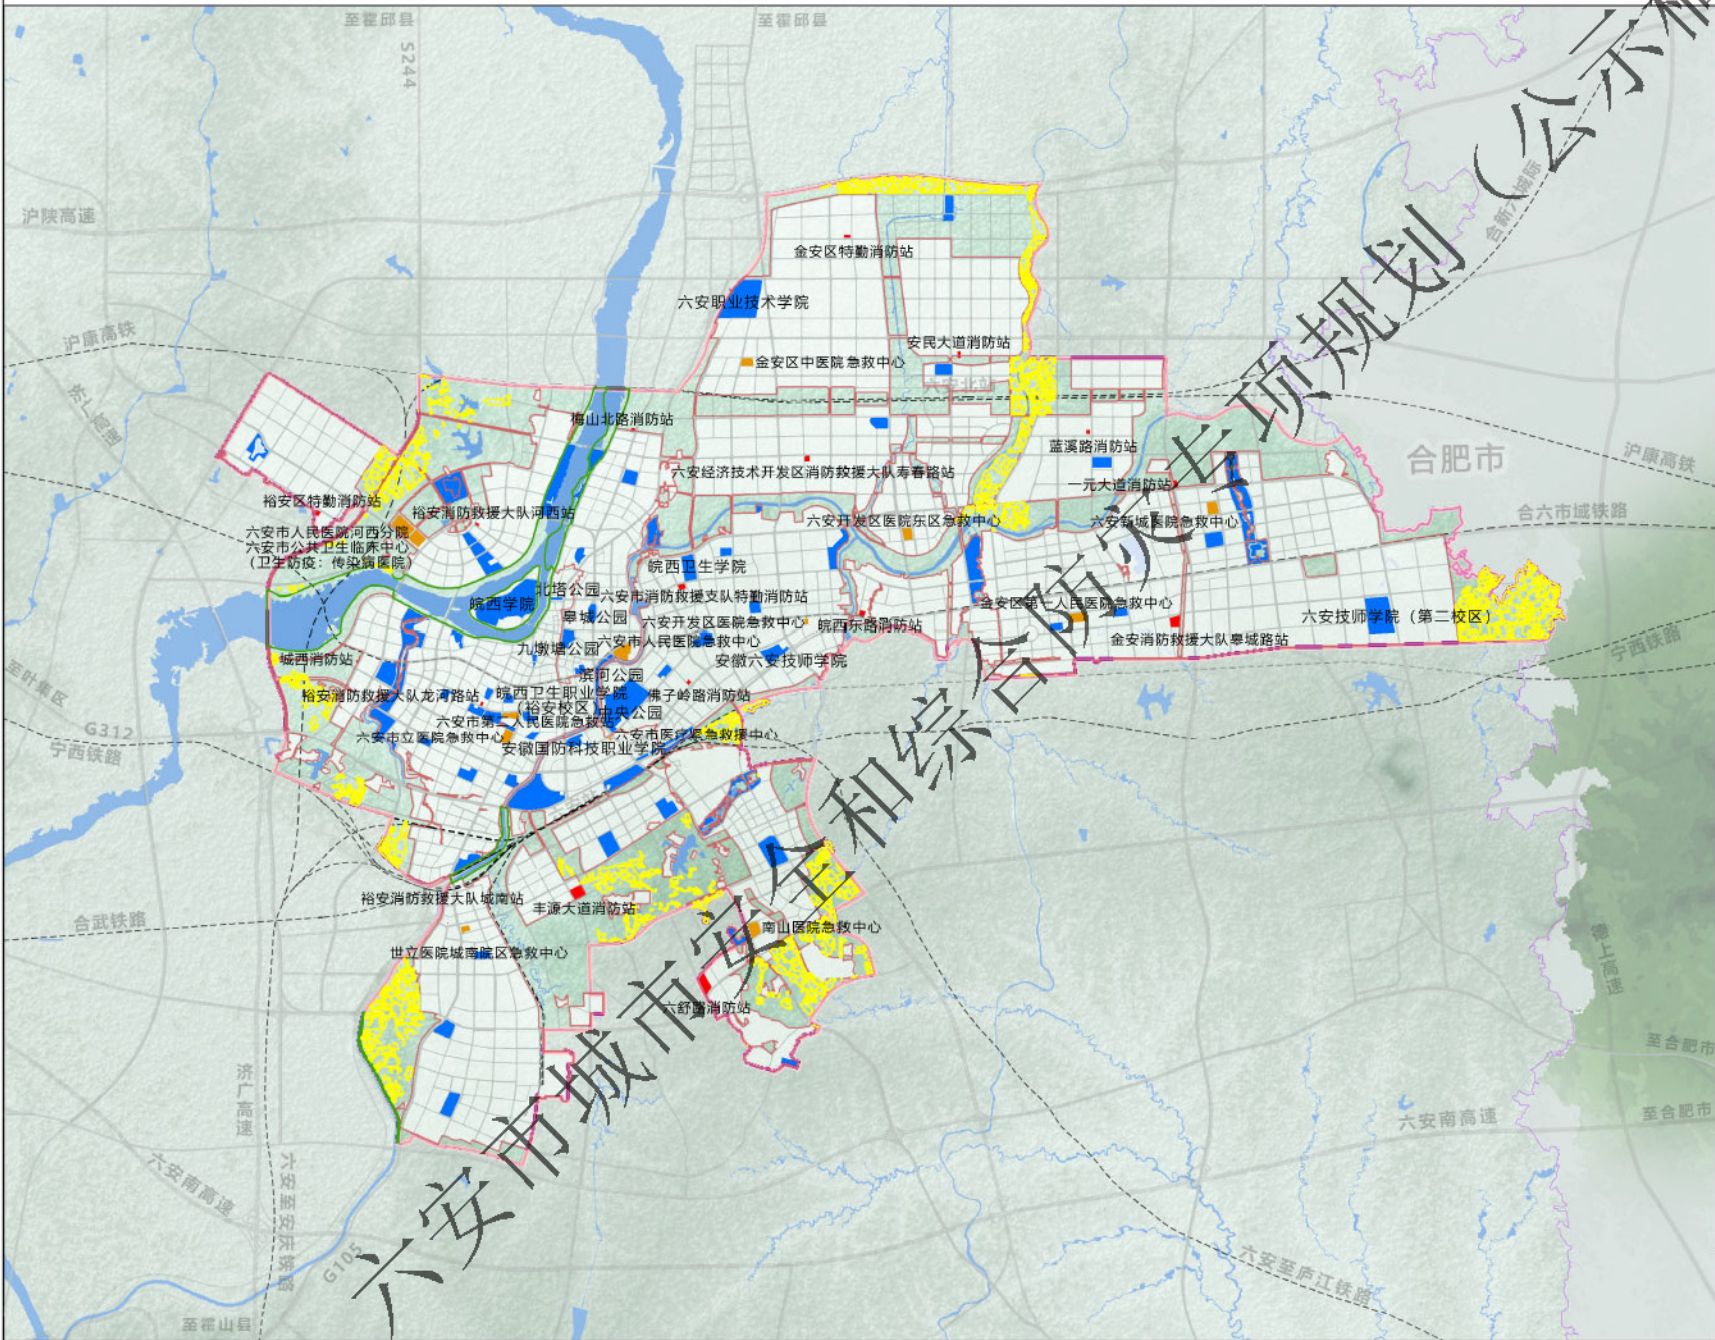 至霍邱县
至霍邱县
S244
沪陕高速
合新六城际
金安区特勤消防站
六安职业技术学院
沪康高铁
安民大道消防站
金安区中医院急救中心
六安北站
济广高速
梅山北路消防站
蓝溪路消防站
合肥市
沪康高铁
六安经济技术开发区消防救援大队寿春路站
一元大道消防站
裕安区特勤消防站
裕安消防救援大队河西站
六安开发区医院东区急救中心
六安新城医院急救中心
合六市域铁路
六安市人民医院河西分院
六安市公共卫生临床中心
（卫生防疫：传染病医院）
皖西卫生学院
北塔公园
皖西学院
六安市消防救援支队特勤消防站
金安区第一人民医院急救中心
皋城公园
六安开发区医院急救中心
皖西东路消防站
六安技师学院（第二校区）
九墩塘公园
六安市人民医院急救中心
金安消防救援大队皋城路站
城西消防站
安徽六安技师学院
宁西铁路
滨河公园
至叶集区
裕安消防救援大队龙河路站
皖西卫生职业学院
（裕安校区）
佛子岭路消防站
中央公园
六安市第二人民医院急救站
G312
宁西铁路
六安市立医院急救中心
六安市医疗紧急救援中心
安徽国防科技职业学院
裕安消防救援大队城南站
丰源大道消防站
合武铁路
南山医院急救中心
世立医院城南院区急救中心
德上高速
六舒路消防站
至合肥市
济广高速
至合肥市
六安南高速
六安南高速
六安至安庆铁路
G105
六安至庐江铁路
至霍山县
六安市城市安全和综合防灾专项规划（公示稿